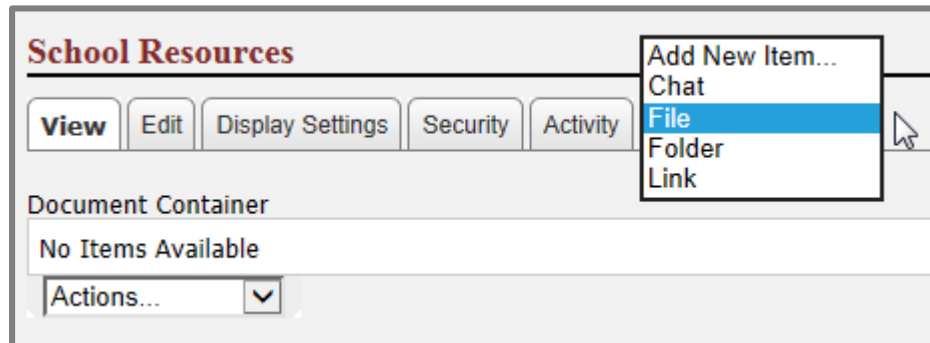 School Resources
Add New Item...
Chat
File
Folder
Link
View Edit Display Settings Security Activity
Document Container
No Items Available
Actions...